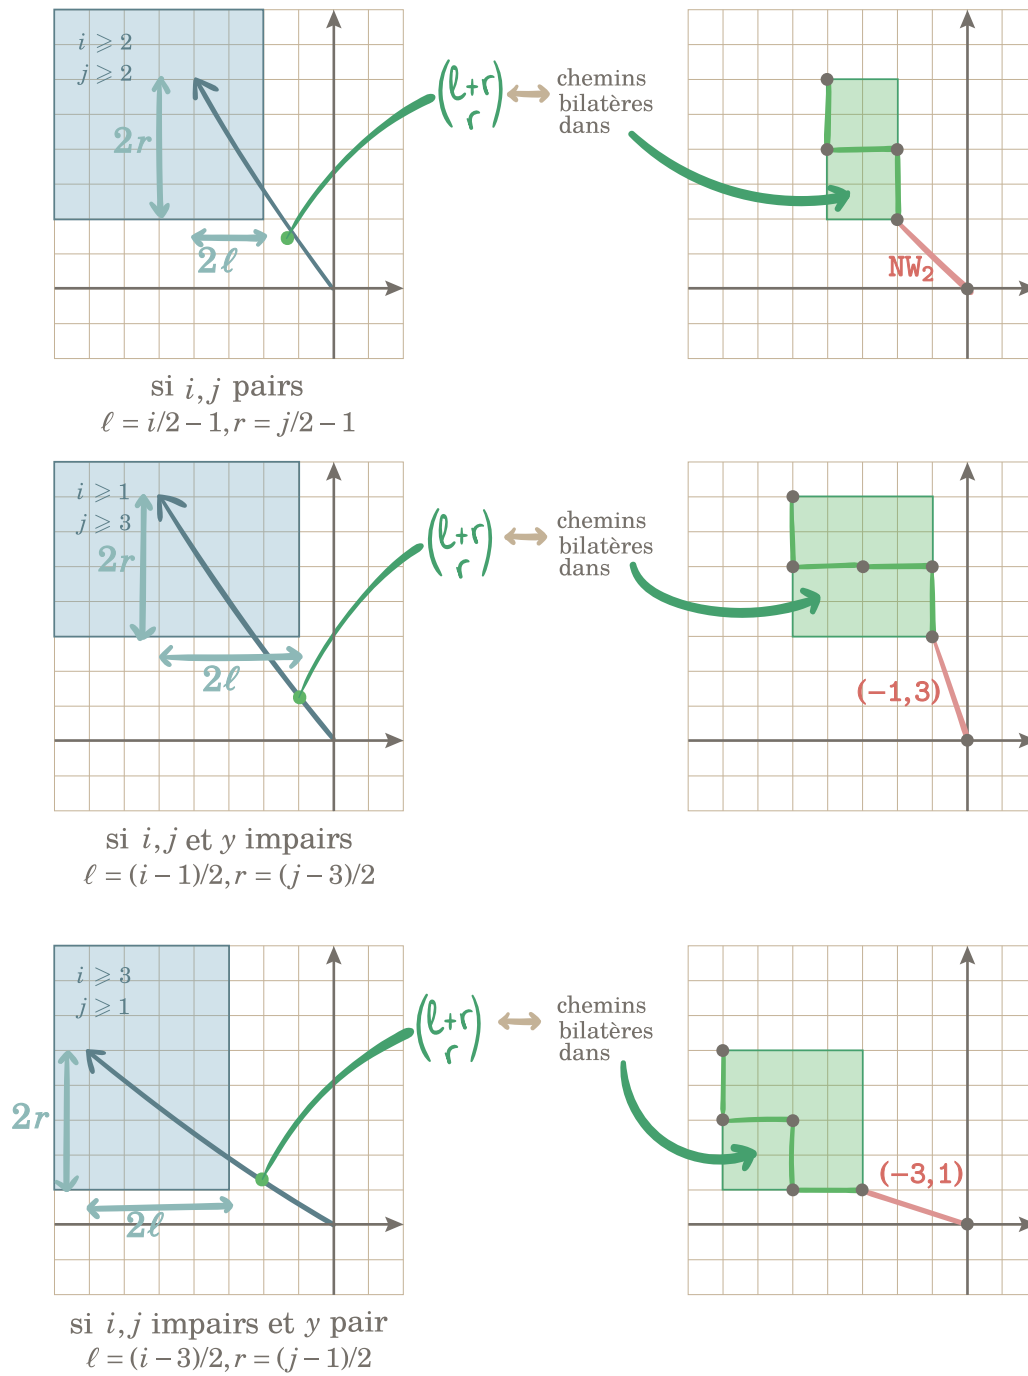 i ⩾ 2
j ⩾ 2
2r
2ℓ
(ℓ+r
r)
chemins
bilatères
dans
NW₂
si i, j pairs
ℓ = i/2 − 1, r = j/2 − 1
i ⩾ 1
j ⩾ 3
2r
2ℓ
(ℓ+r
r)
chemins
bilatères
dans
(−1,3)
si i, j et y impairs
ℓ = (i − 1)/2, r = (j − 3)/2
i ⩾ 3
j ⩾ 1
2r
2ℓ
(ℓ+r
r)
chemins
bilatères
dans
(−3,1)
si i, j impairs et y pair
ℓ = (i − 3)/2, r = (j − 1)/2